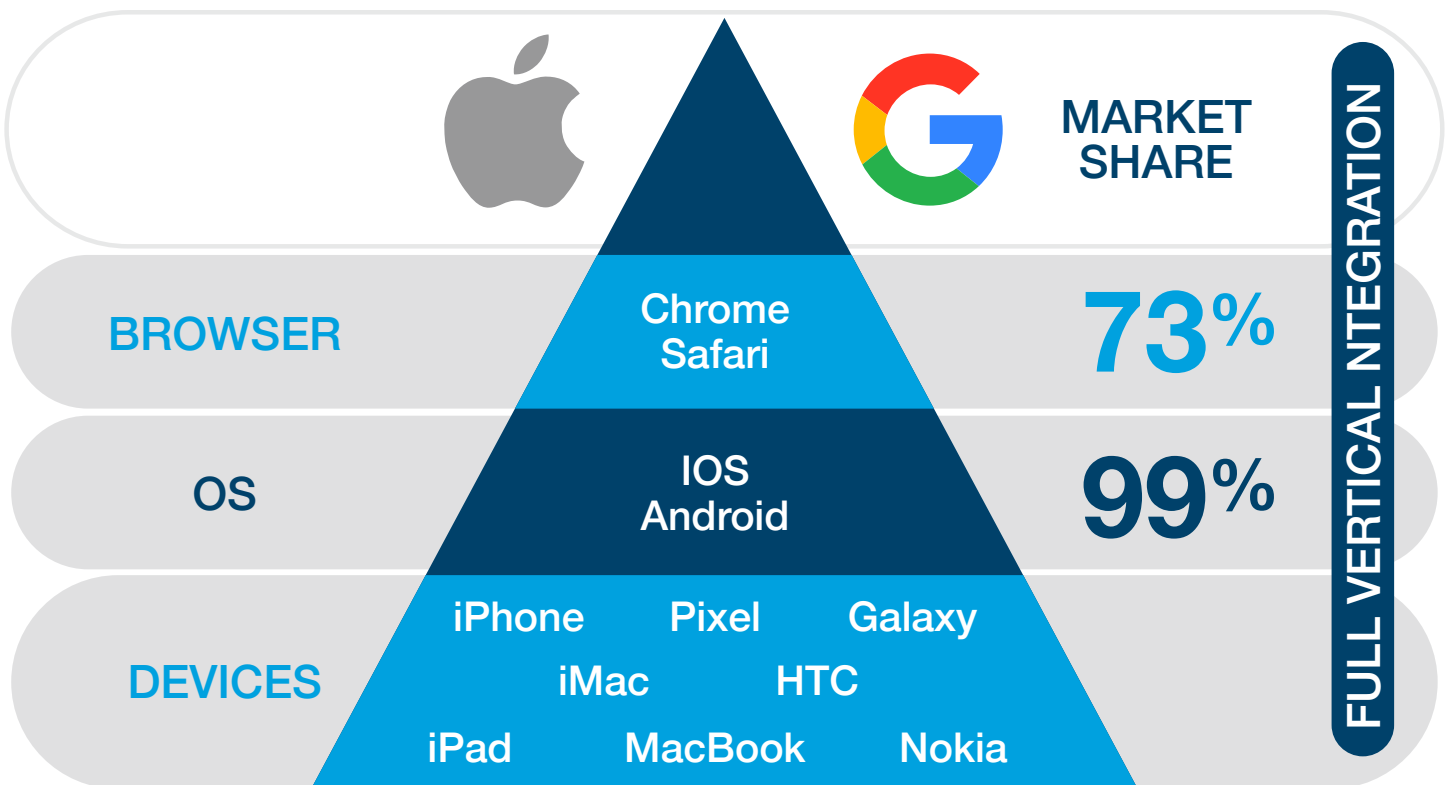 MARKET
SHARE
BROWSER
Chrome
Safari
73%
OS
IOS
Android
99%
DEVICES
iPhone Pixel Galaxy
iMac HTC
iPad MacBook Nokia
FULL VERTICAL NTEGRATION